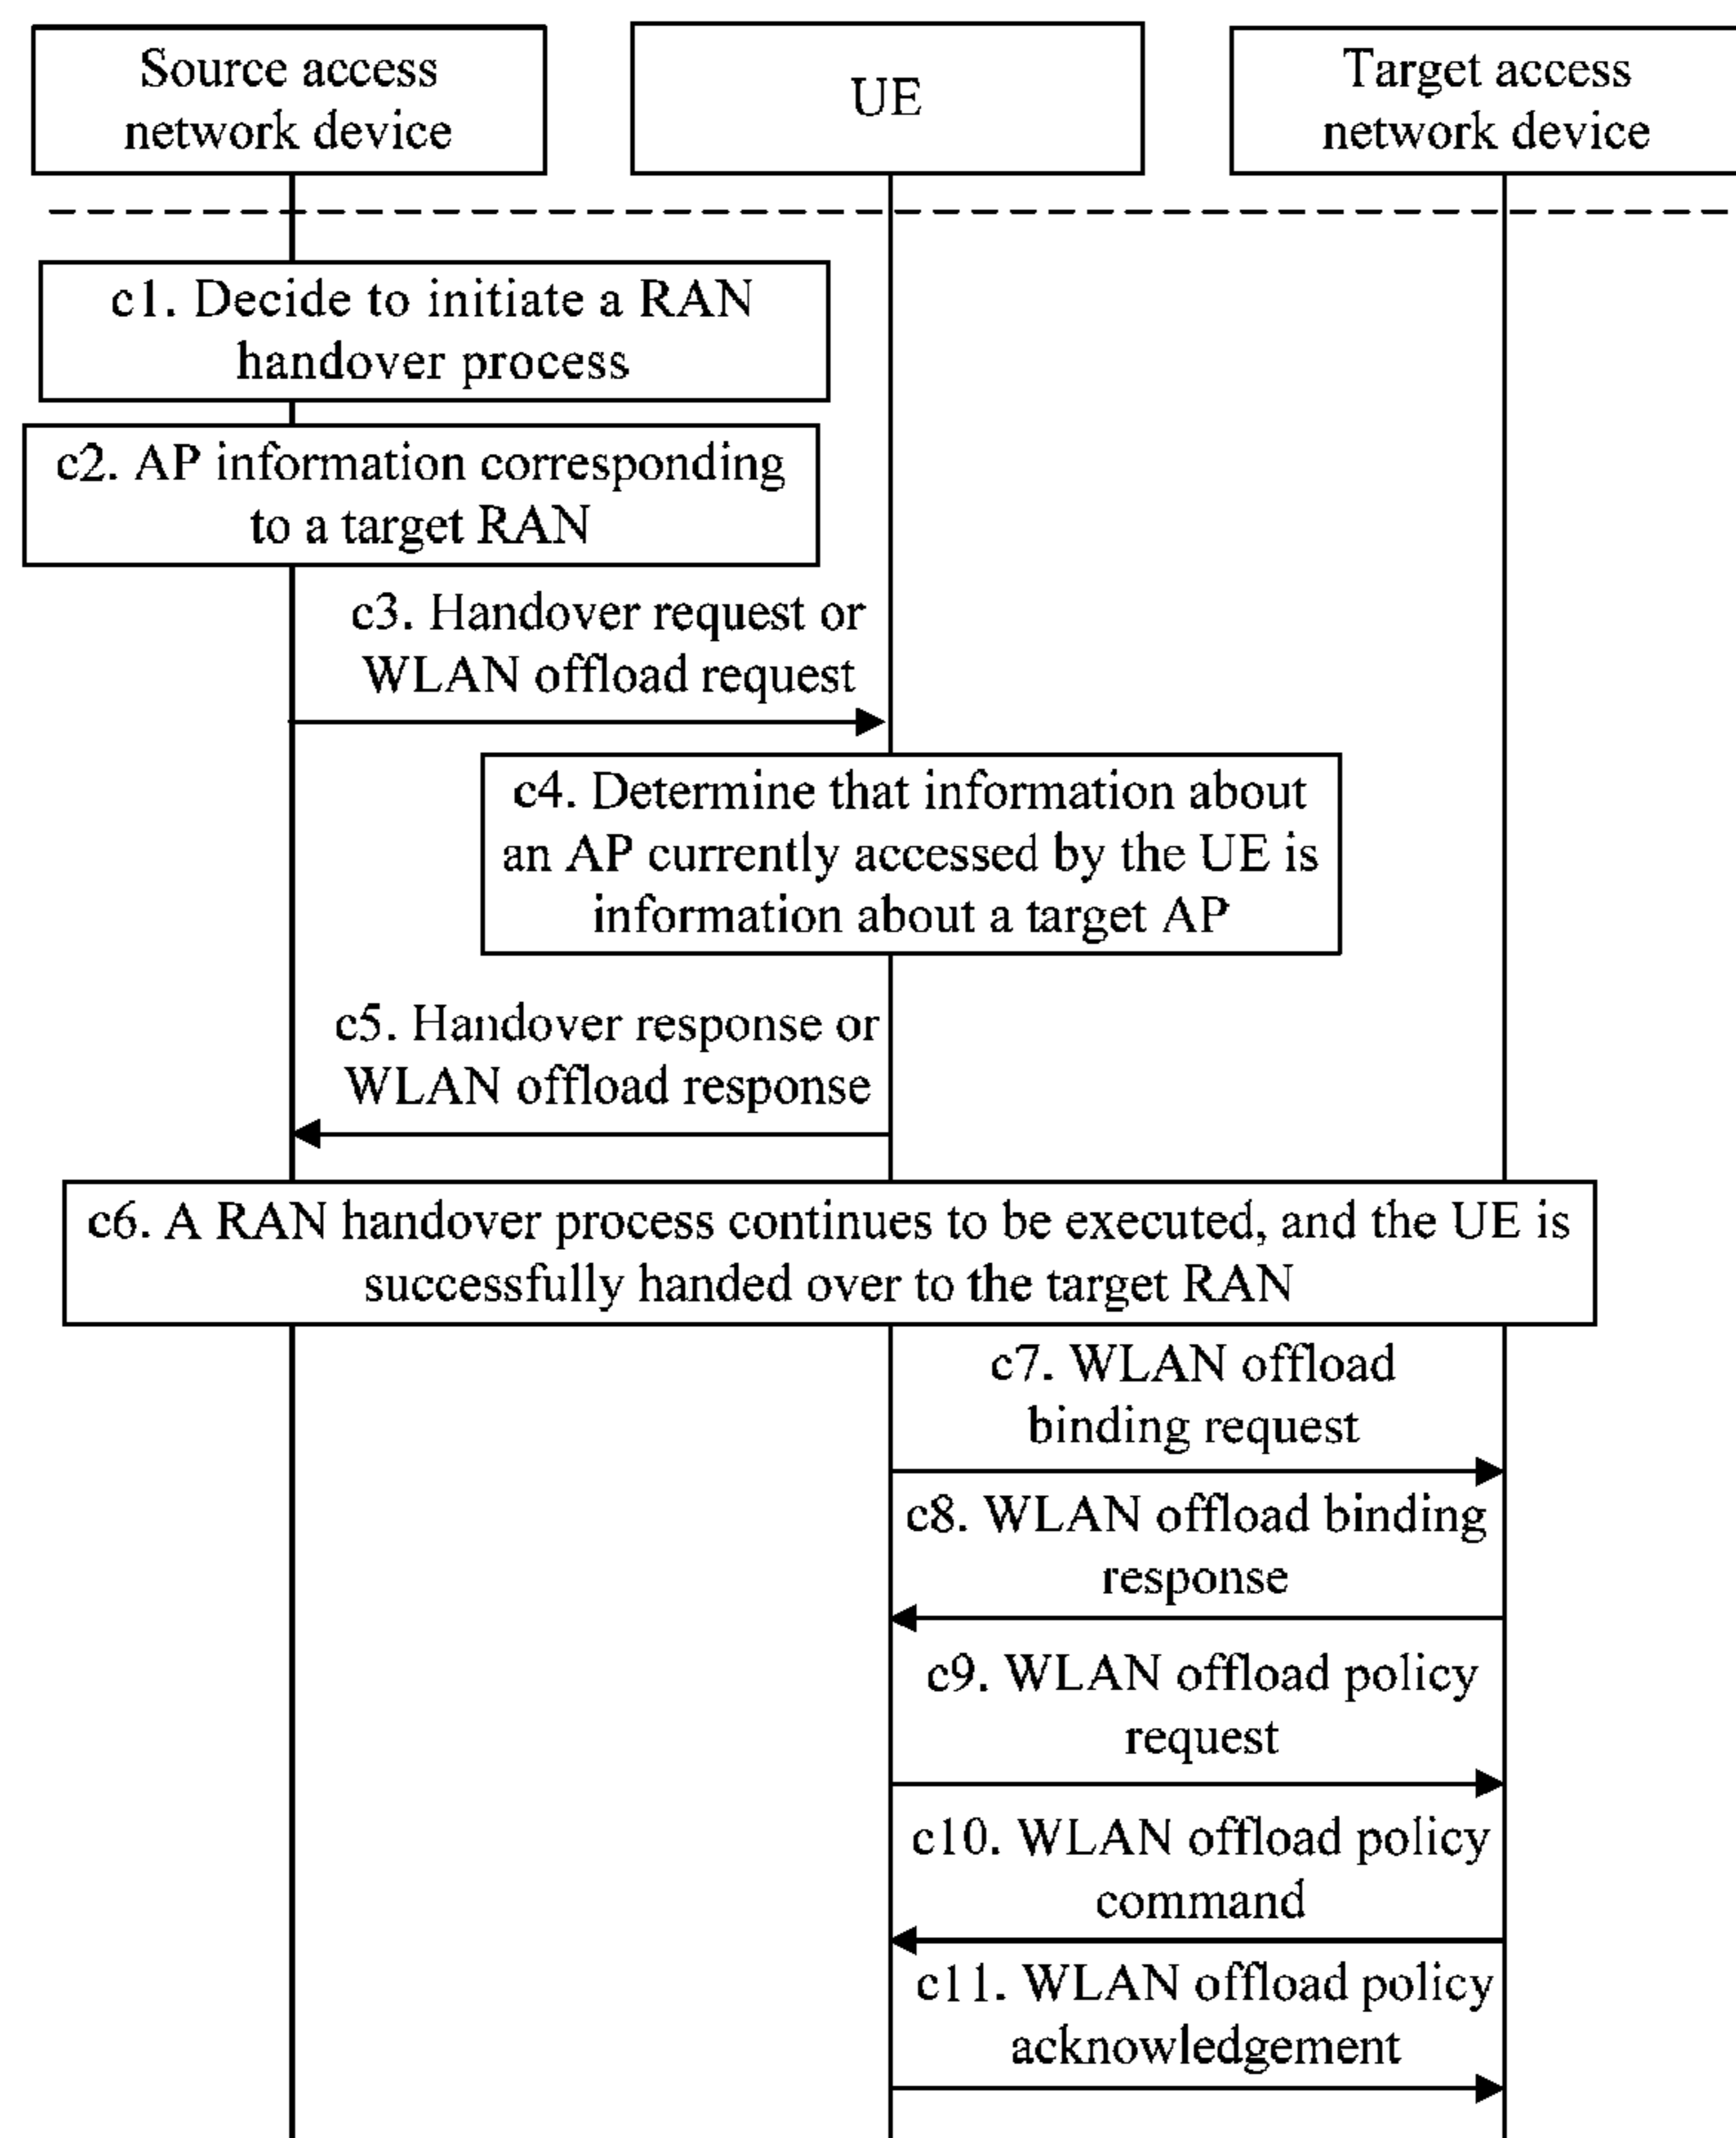 Source access
network device
UE
Target access
network device
c1. Decide to initiate a RAN
handover process
c2. AP information corresponding
to a target RAN
c3. Handover request or
WLAN offload request
c4. Determine that information about
an AP currently accessed by the UE is
information about a target AP
c5. Handover response or
WLAN offload response
c6. A RAN handover process continues to be executed, and the UE is
successfully handed over to the target RAN
c7. WLAN offload
binding request
c8. WLAN offload binding
response
c9. WLAN offload policy
request
c10. WLAN offload policy
command
c11. WLAN offload policy
acknowledgement